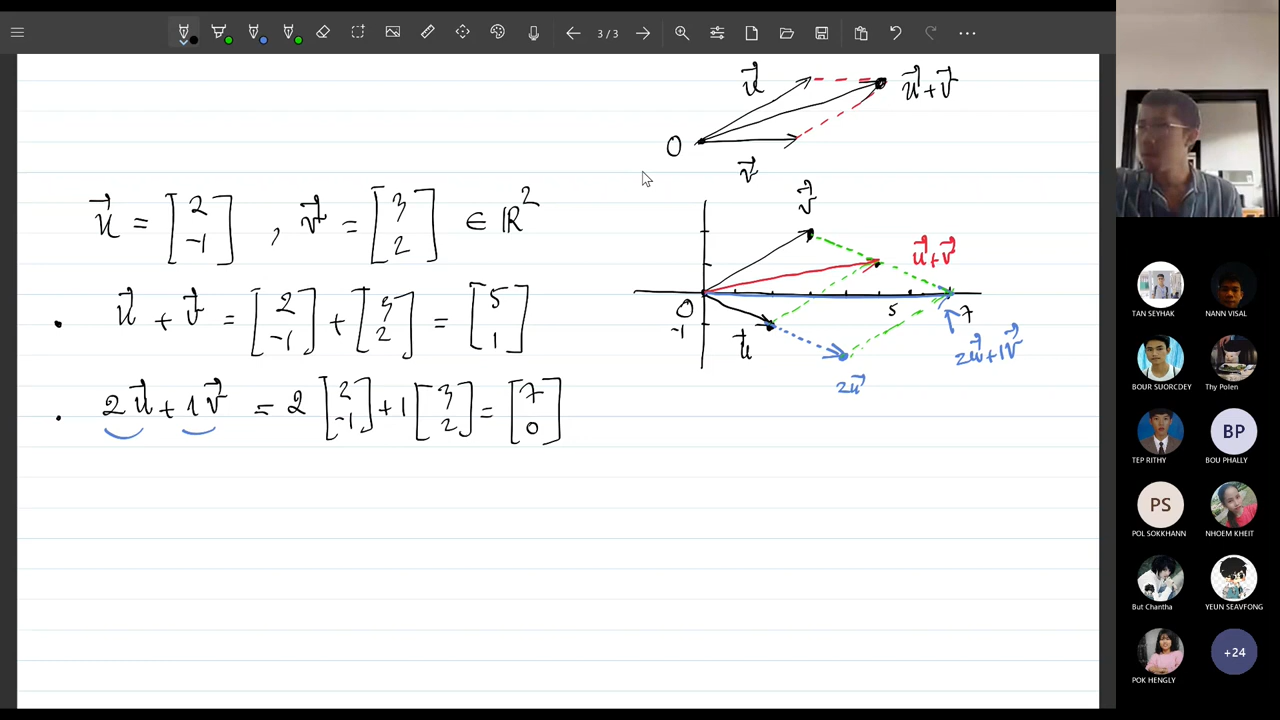 3 / 3
u⃗
u⃗ + v⃗
O
v⃗
u⃗ = [2 -1] , v⃗ = [3 2] ∈ ℝ²
• u⃗ + v⃗ = [2 -1] + [3 2] = [5 1]
• 2u⃗ + 1v⃗ = 2[2 -1] + 1[3 2] = [7 0]
v⃗
u⃗+v⃗
O 5 7
-1
u⃗
2u⃗+1v⃗
2u⃗
TAN SEYHAK NANN VISAL
BOUR SUORCDEY Thy Polen
BP
TEP RITHY BOU PHALLY
PS
POL SOKKHANN NHOEM KHEIT
But Chantha YEUN SEAVFONG
+24
POK HENGLY